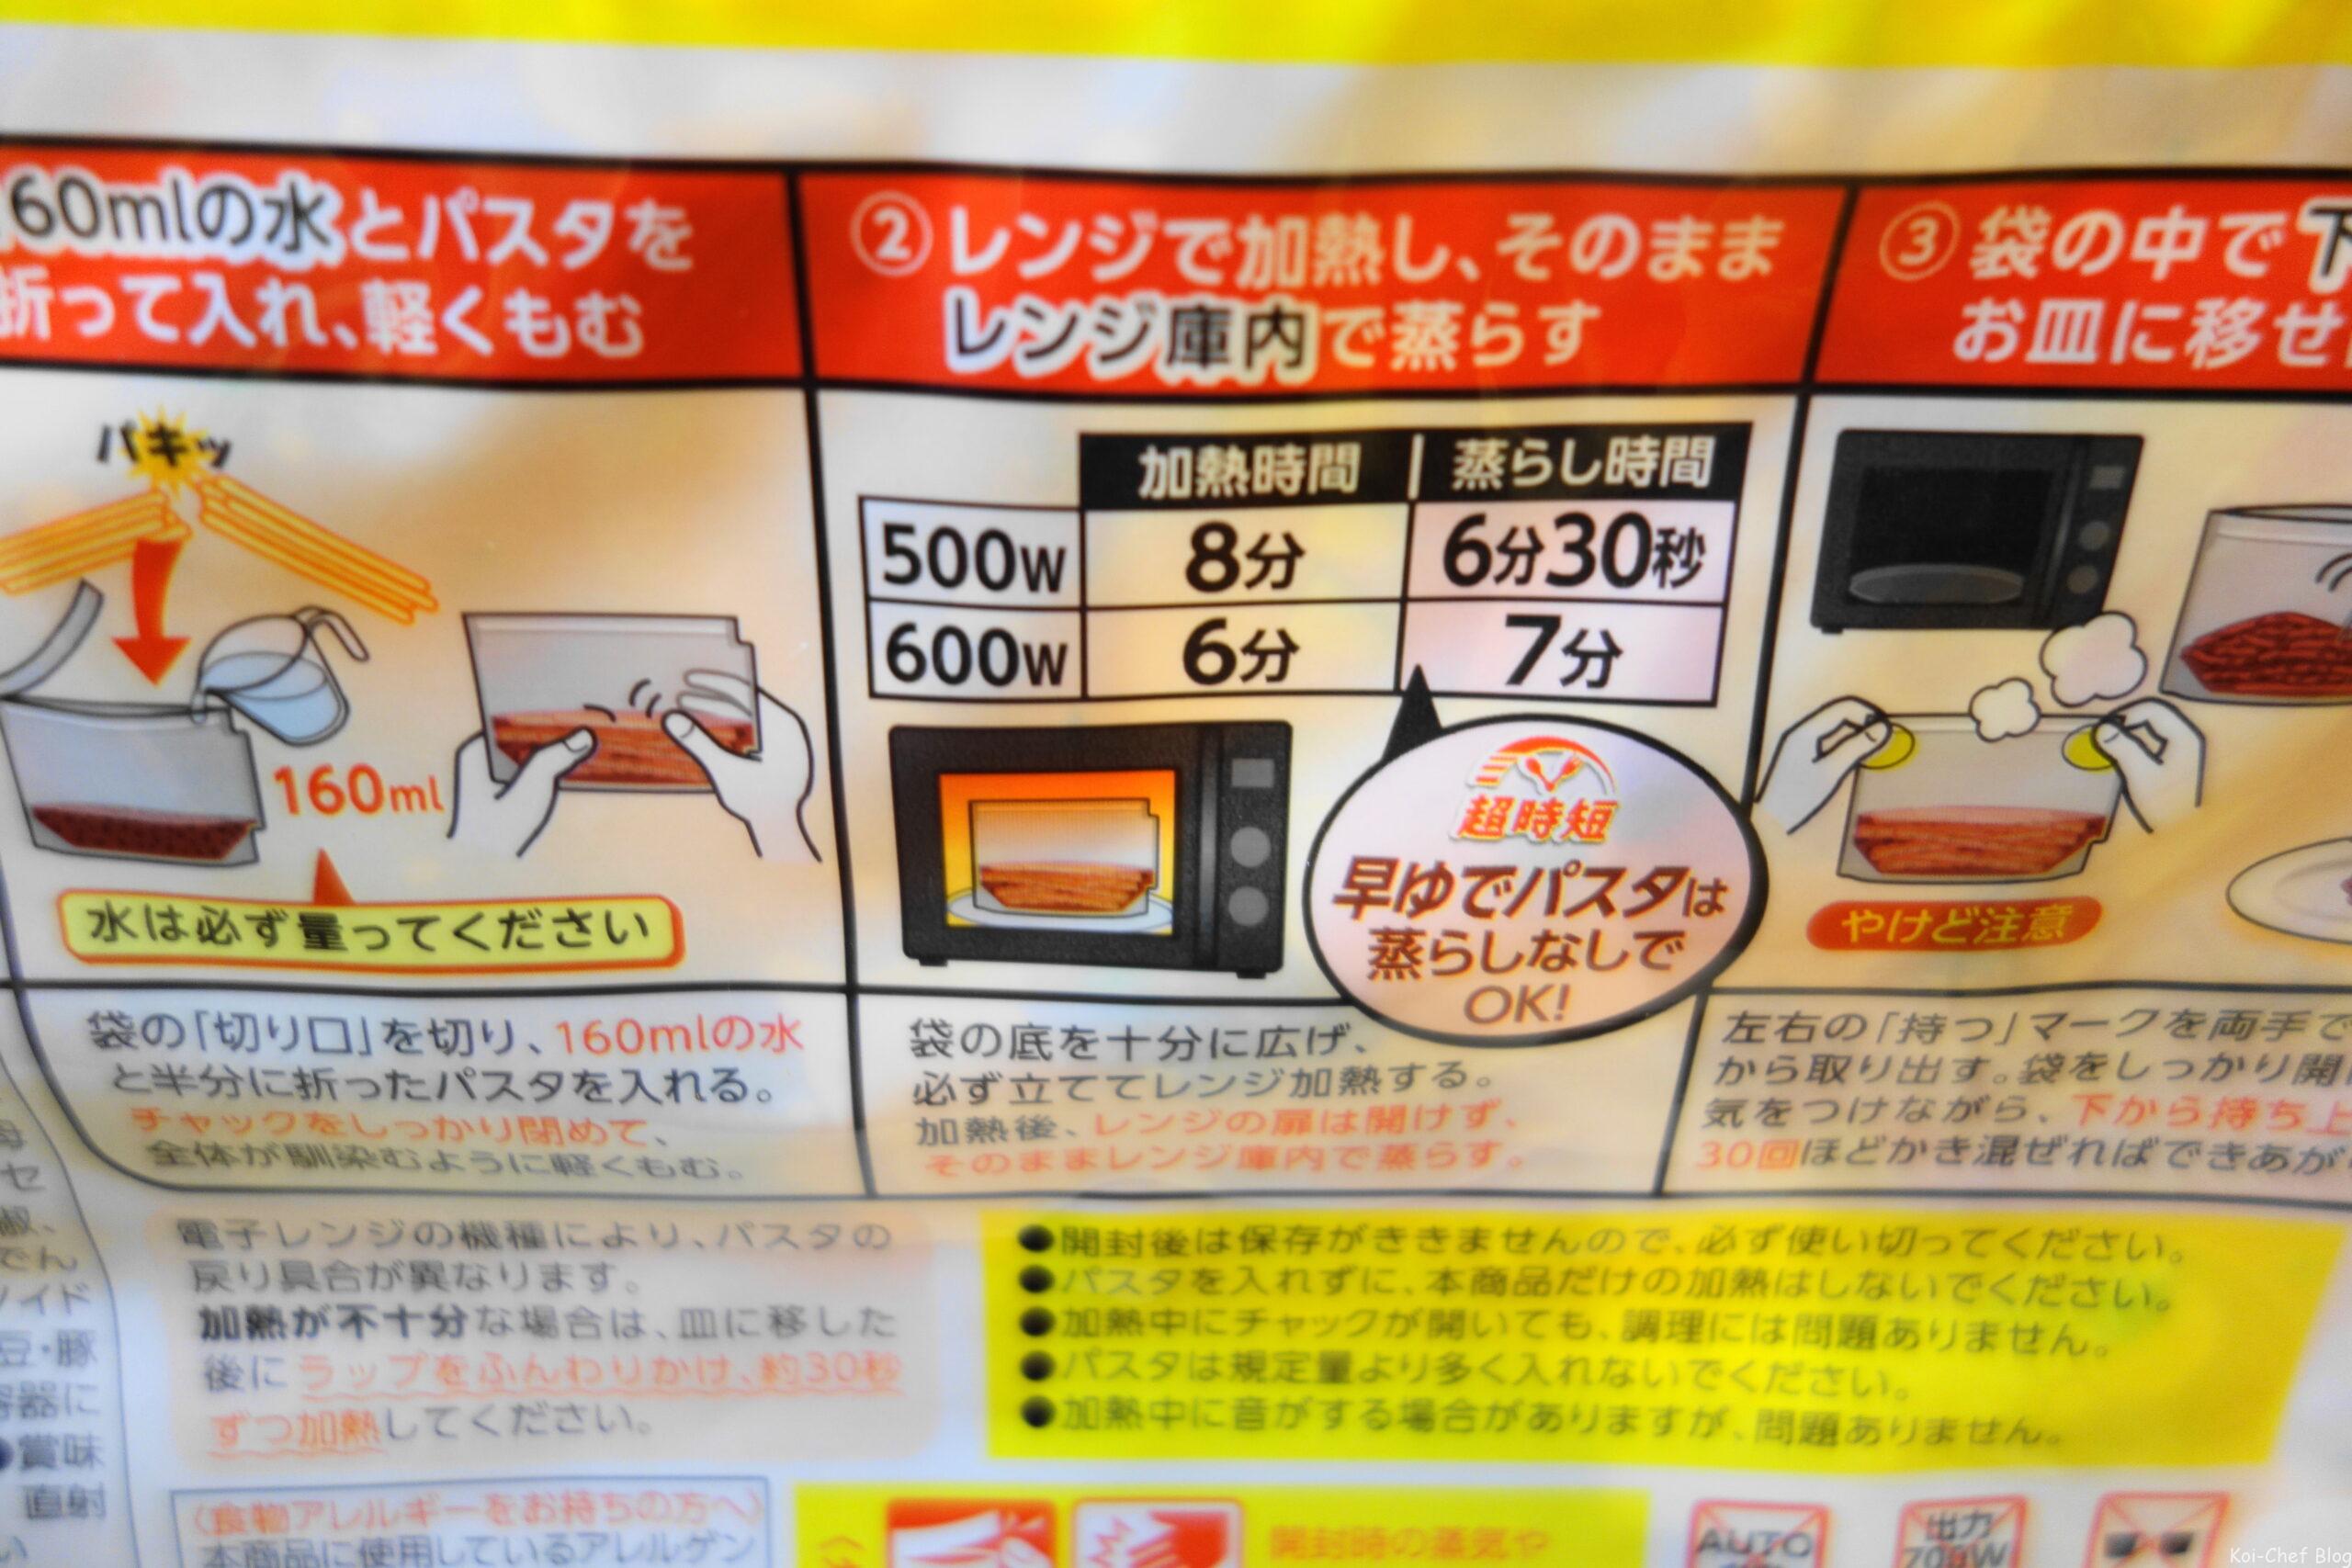 60mlの水とパスタを
折って入れ、軽くもむ
パキッ
160ml
水は必ず量ってください
袋の「切り口」を切り、160mlの水
と半分に折ったパスタを入れる。
チャックをしっかり閉めて、
全体が馴染むように軽くもむ。
② レンジで加熱し、そのまま
レンジ庫内で蒸らす
加熱時間 蒸らし時間
500W 8分 6分30秒
600W 6分 7分
超時短
早ゆでパスタは
蒸らしなしで
OK!
袋の底を十分に広げ、
必ず立ててレンジ加熱する。
加熱後、レンジの扉は開けず、
そのままレンジ庫内で蒸らす。
③ 袋の中で下
お皿に移せ
やけど注意
左右の「持つ」マークを両手で
から取り出す。袋をしっかり開
気をつけながら、下から持ち上
30回ほどかき混ぜればできあが
セ
でん
ソイド
豆・豚
容器に
●賞味
直射
電子レンジの機種により、パスタの
戻り具合が異なります。
加熱が不十分な場合は、皿に移した
後にラップをふんわりかけ、約30秒
ずつ加熱してください。
●開封後は保存がききませんので、必ず使い切ってください。
●パスタを入れずに、本商品だけの加熱はしないでください。
●加熱中にチャックが開いても、調理には問題ありません。
●パスタは規定量より多く入れないでください。
●加熱中に音がする場合がありますが、問題ありません。
〈食物アレルギーをお持ちの方へ〉
本商品に使用しているアレルゲン
開封時の蒸気や
AUTO
出力
700W
Koi-Chef Blo